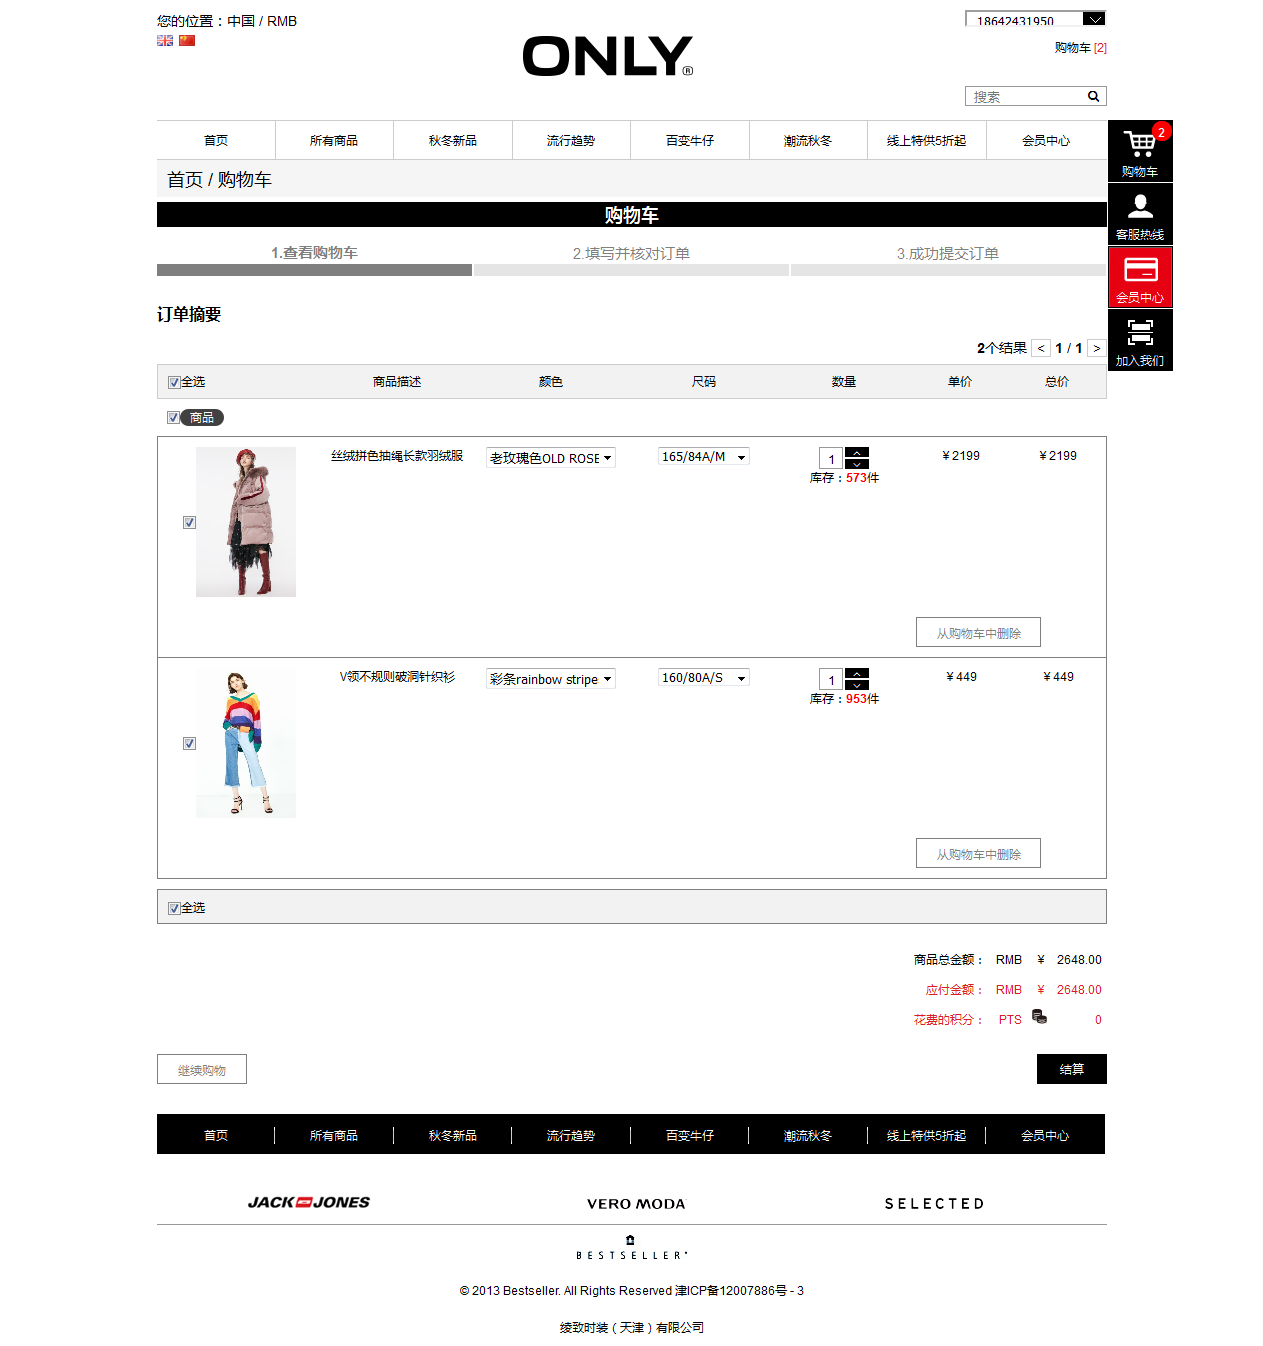 您的位置：中国 / RMB
18642431950
购物车 [2]
ONLY®
搜索
首页 所有商品 秋冬新品 流行趋势 百变牛仔 潮流秋冬 线上特供5折起 会员中心
2
购物车
客服热线
会员中心
加入我们
首页 / 购物车
购物车
1.查看购物车 2.填写并核对订单 3.成功提交订单
订单摘要
2个结果 < 1 / 1 >
全选 商品描述 颜色 尺码 数量 单价 总价
商品
丝绒拼色抽绳长款羽绒服 老玫瑰色OLD ROSE 165/84A/M 1 ¥2199 ¥2199
库存：573件
从购物车中删除
V领不规则破洞针织衫 彩条rainbow stripe 160/80A/S 1 ¥449 ¥449
库存：953件
从购物车中删除
全选
商品总金额： RMB ¥ 2648.00
应付金额： RMB ¥ 2648.00
花费的积分： PTS 0
继续购物 结算
首页 所有商品 秋冬新品 流行趋势 百变牛仔 潮流秋冬 线上特供5折起 会员中心
JACK JONES VERO MODA SELECTED
BESTSELLER
© 2013 Bestseller. All Rights Reserved 津ICP备12007886号 - 3
绫致时装（天津）有限公司